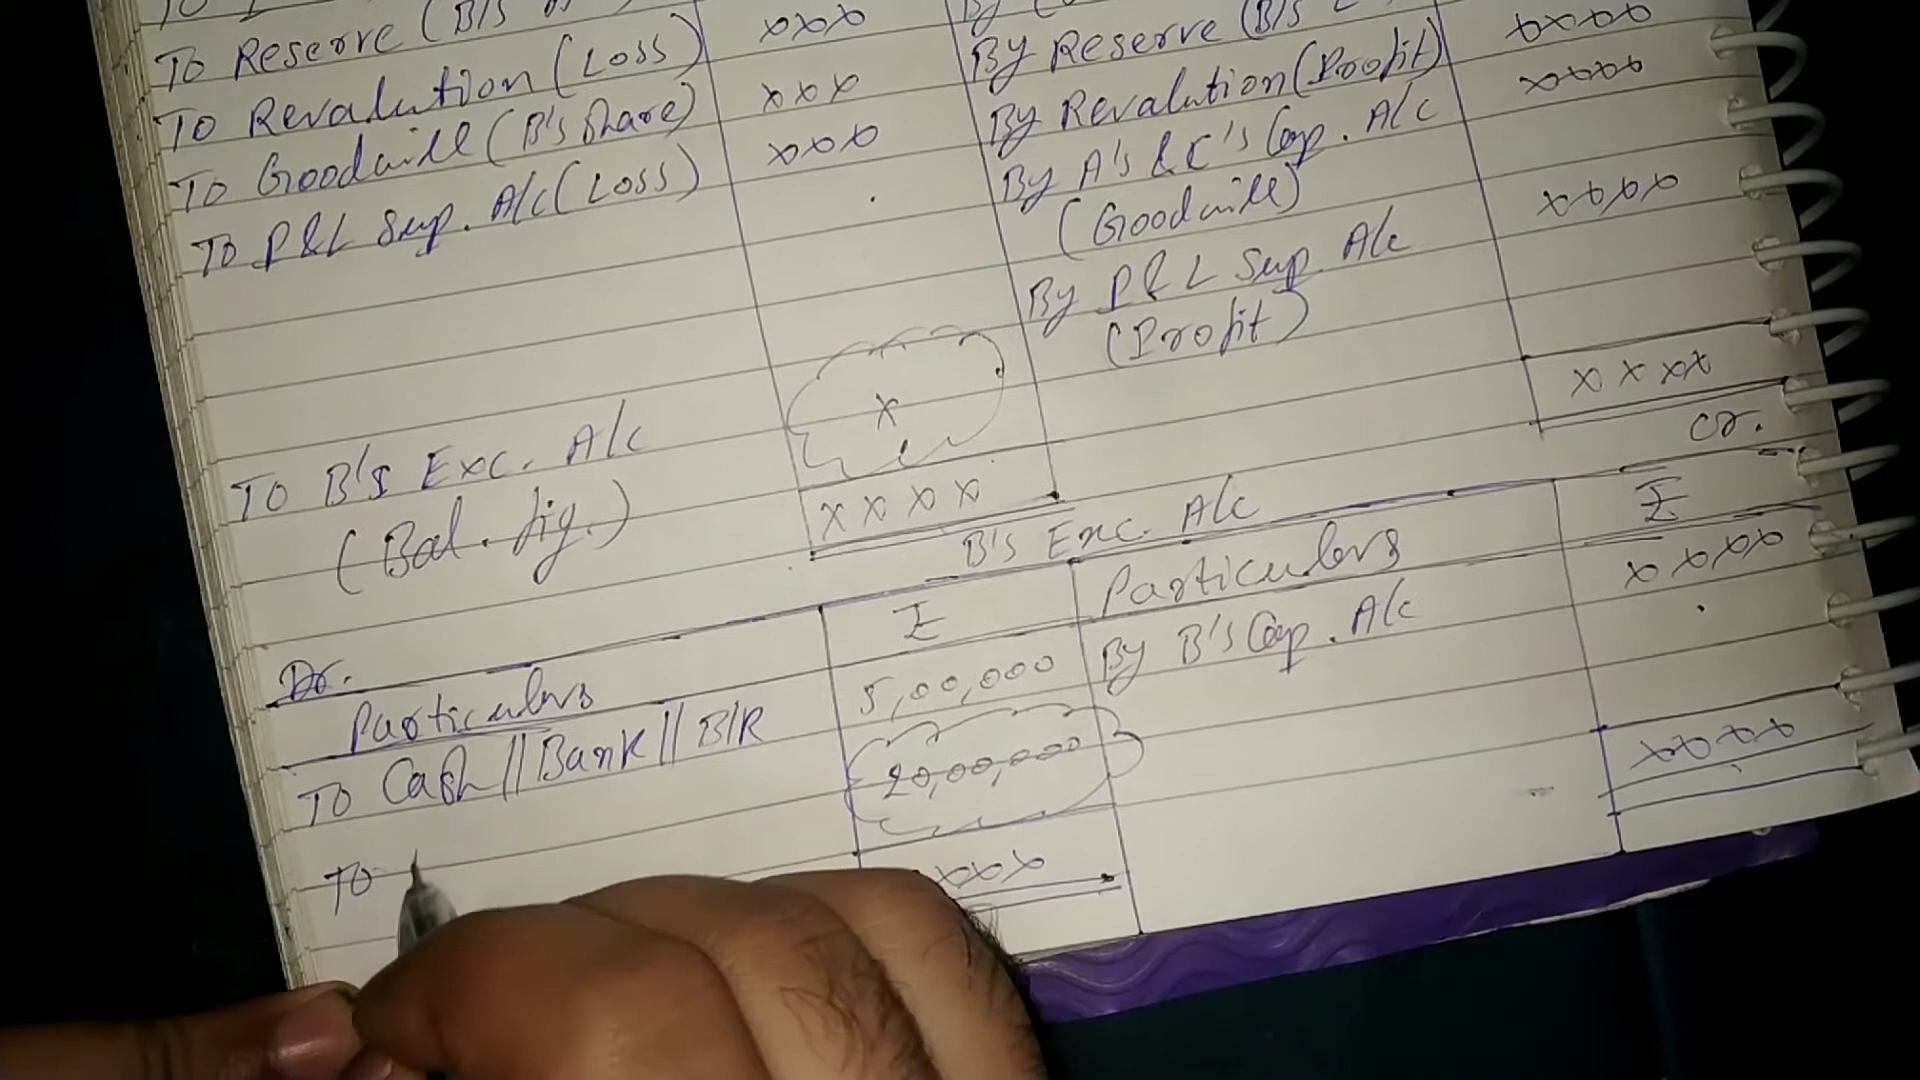 To Reserve (B's
xxx
By Reserve (B's
xxxx
To Revalution (Loss)
xxx
By Revalution (Profit)
xxxx
To Goodwill (B's Share)
xxx
By A's & C's Cap. A/c
(Goodwill)
xxxx
To P&L Sup. A/c (Loss)
By P&L Sup. A/c
(Profit)
To B's Exc. A/c
x
(Bal. fig.)
xxxx
xxxx
B's Exc. A/c
Dr.
Cr.
Particulars
Particulars
To Cash//Bank//B/R
5,00,000
By B's Cap. A/c
xxxx
20,00,000
To
xxx
xxxx